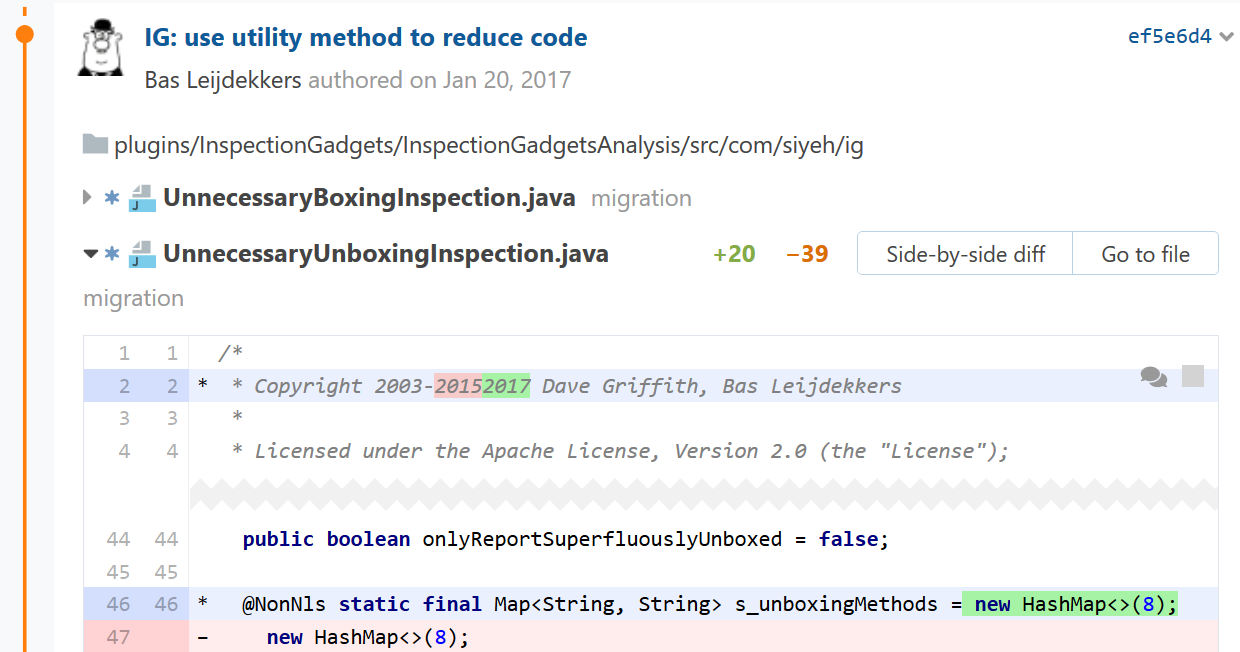 IG: use utility method to reduce code
ef5e6d4
Bas Leijdekkers authored on Jan 20, 2017
plugins/InspectionGadgets/InspectionGadgetsAnalysis/src/com/siyeh/ig
* J UnnecessaryBoxingInspection.java migration
* J UnnecessaryUnboxingInspection.java +20 −39 Side-by-side diff Go to file
migration
1 1 /*
2 2 * * Copyright 2003-20152017 Dave Griffith, Bas Leijdekkers
3 3 *
4 4 * Licensed under the Apache License, Version 2.0 (the "License");
44 44 public boolean onlyReportSuperfluouslyUnboxed = false;
45 45
46 46 * @NonNls static final Map<String, String> s_unboxingMethods = new HashMap<>(8);
47 − new HashMap<>(8);